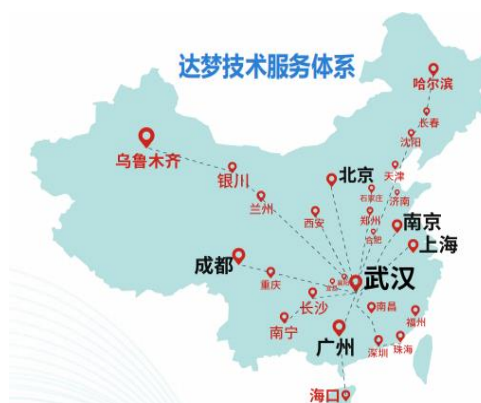 达梦技术服务体系
哈尔滨
长春
沈阳
乌鲁木齐
天津
银川
北京
石家庄
济南
兰州
西安
郑州
南京
合肥
上海
成都
重庆
武汉
长沙
南昌
福州
南宁
广州
深圳
珠海
海口